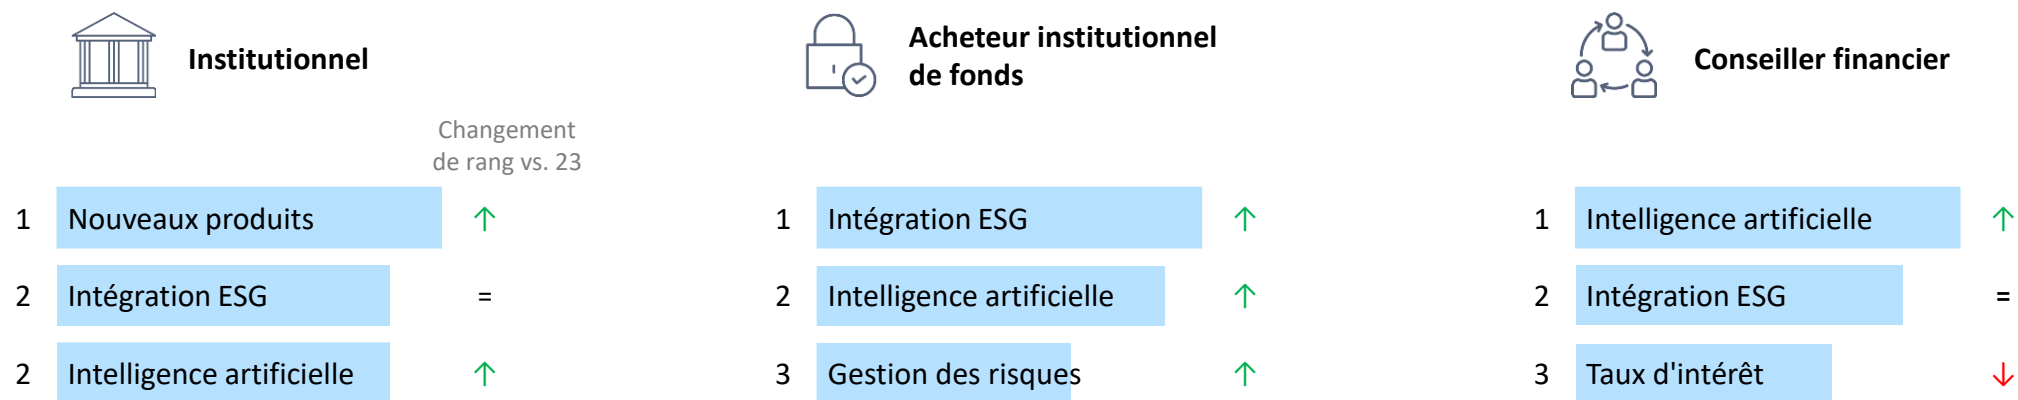 Institutionnel
Changement
de rang vs. 23
1 Nouveaux produits ↑
2 Intégration ESG =
2 Intelligence artificielle ↑
Acheteur institutionnel
de fonds
1 Intégration ESG ↑
2 Intelligence artificielle ↑
3 Gestion des risques ↑
Conseiller financier
1 Intelligence artificielle ↑
2 Intégration ESG =
3 Taux d'intérêt ↓